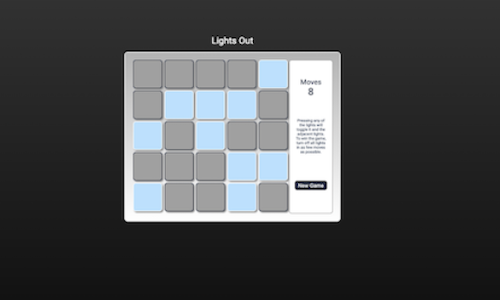 Lights Out
Moves
8
Pressing any of
the lights will
toggle it and the
adjacent lights.
To win the game,
turn off all lights
in as few moves
as possible.
New Game